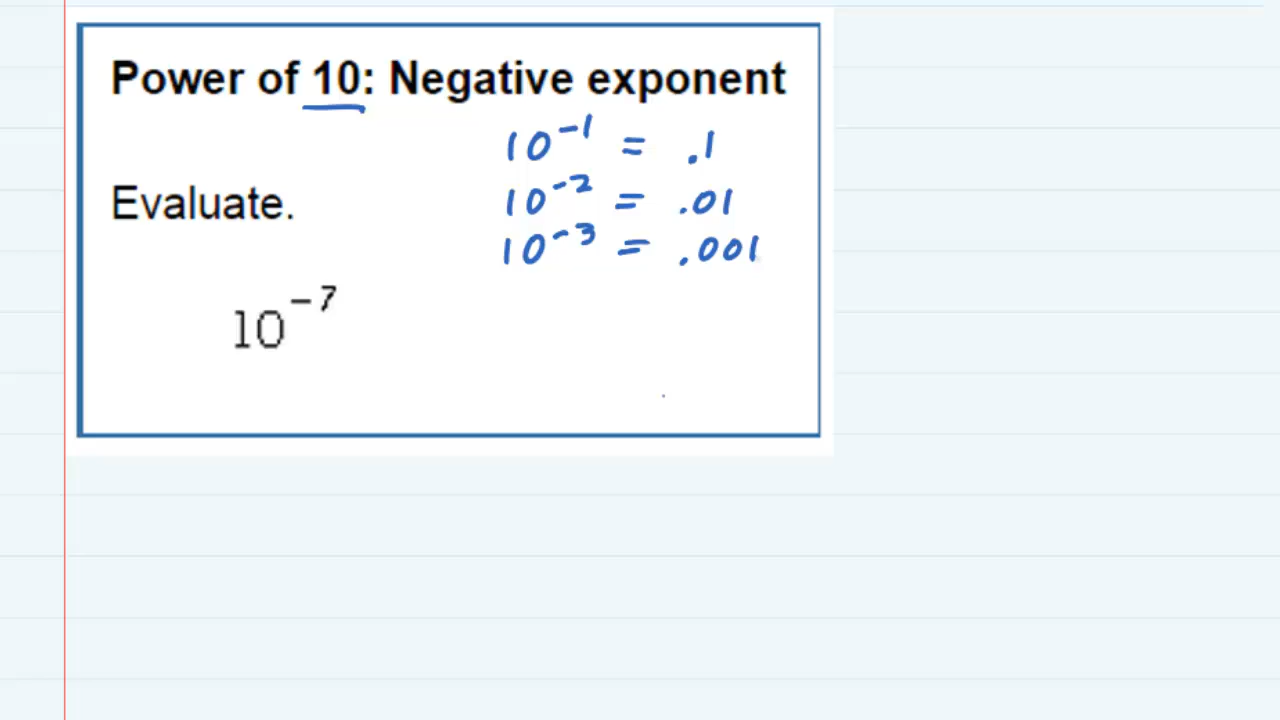 Power of 10: Negative exponent
10⁻¹ = .1
Evaluate.
10⁻² = .01
10⁻³ = .001
10⁻⁷